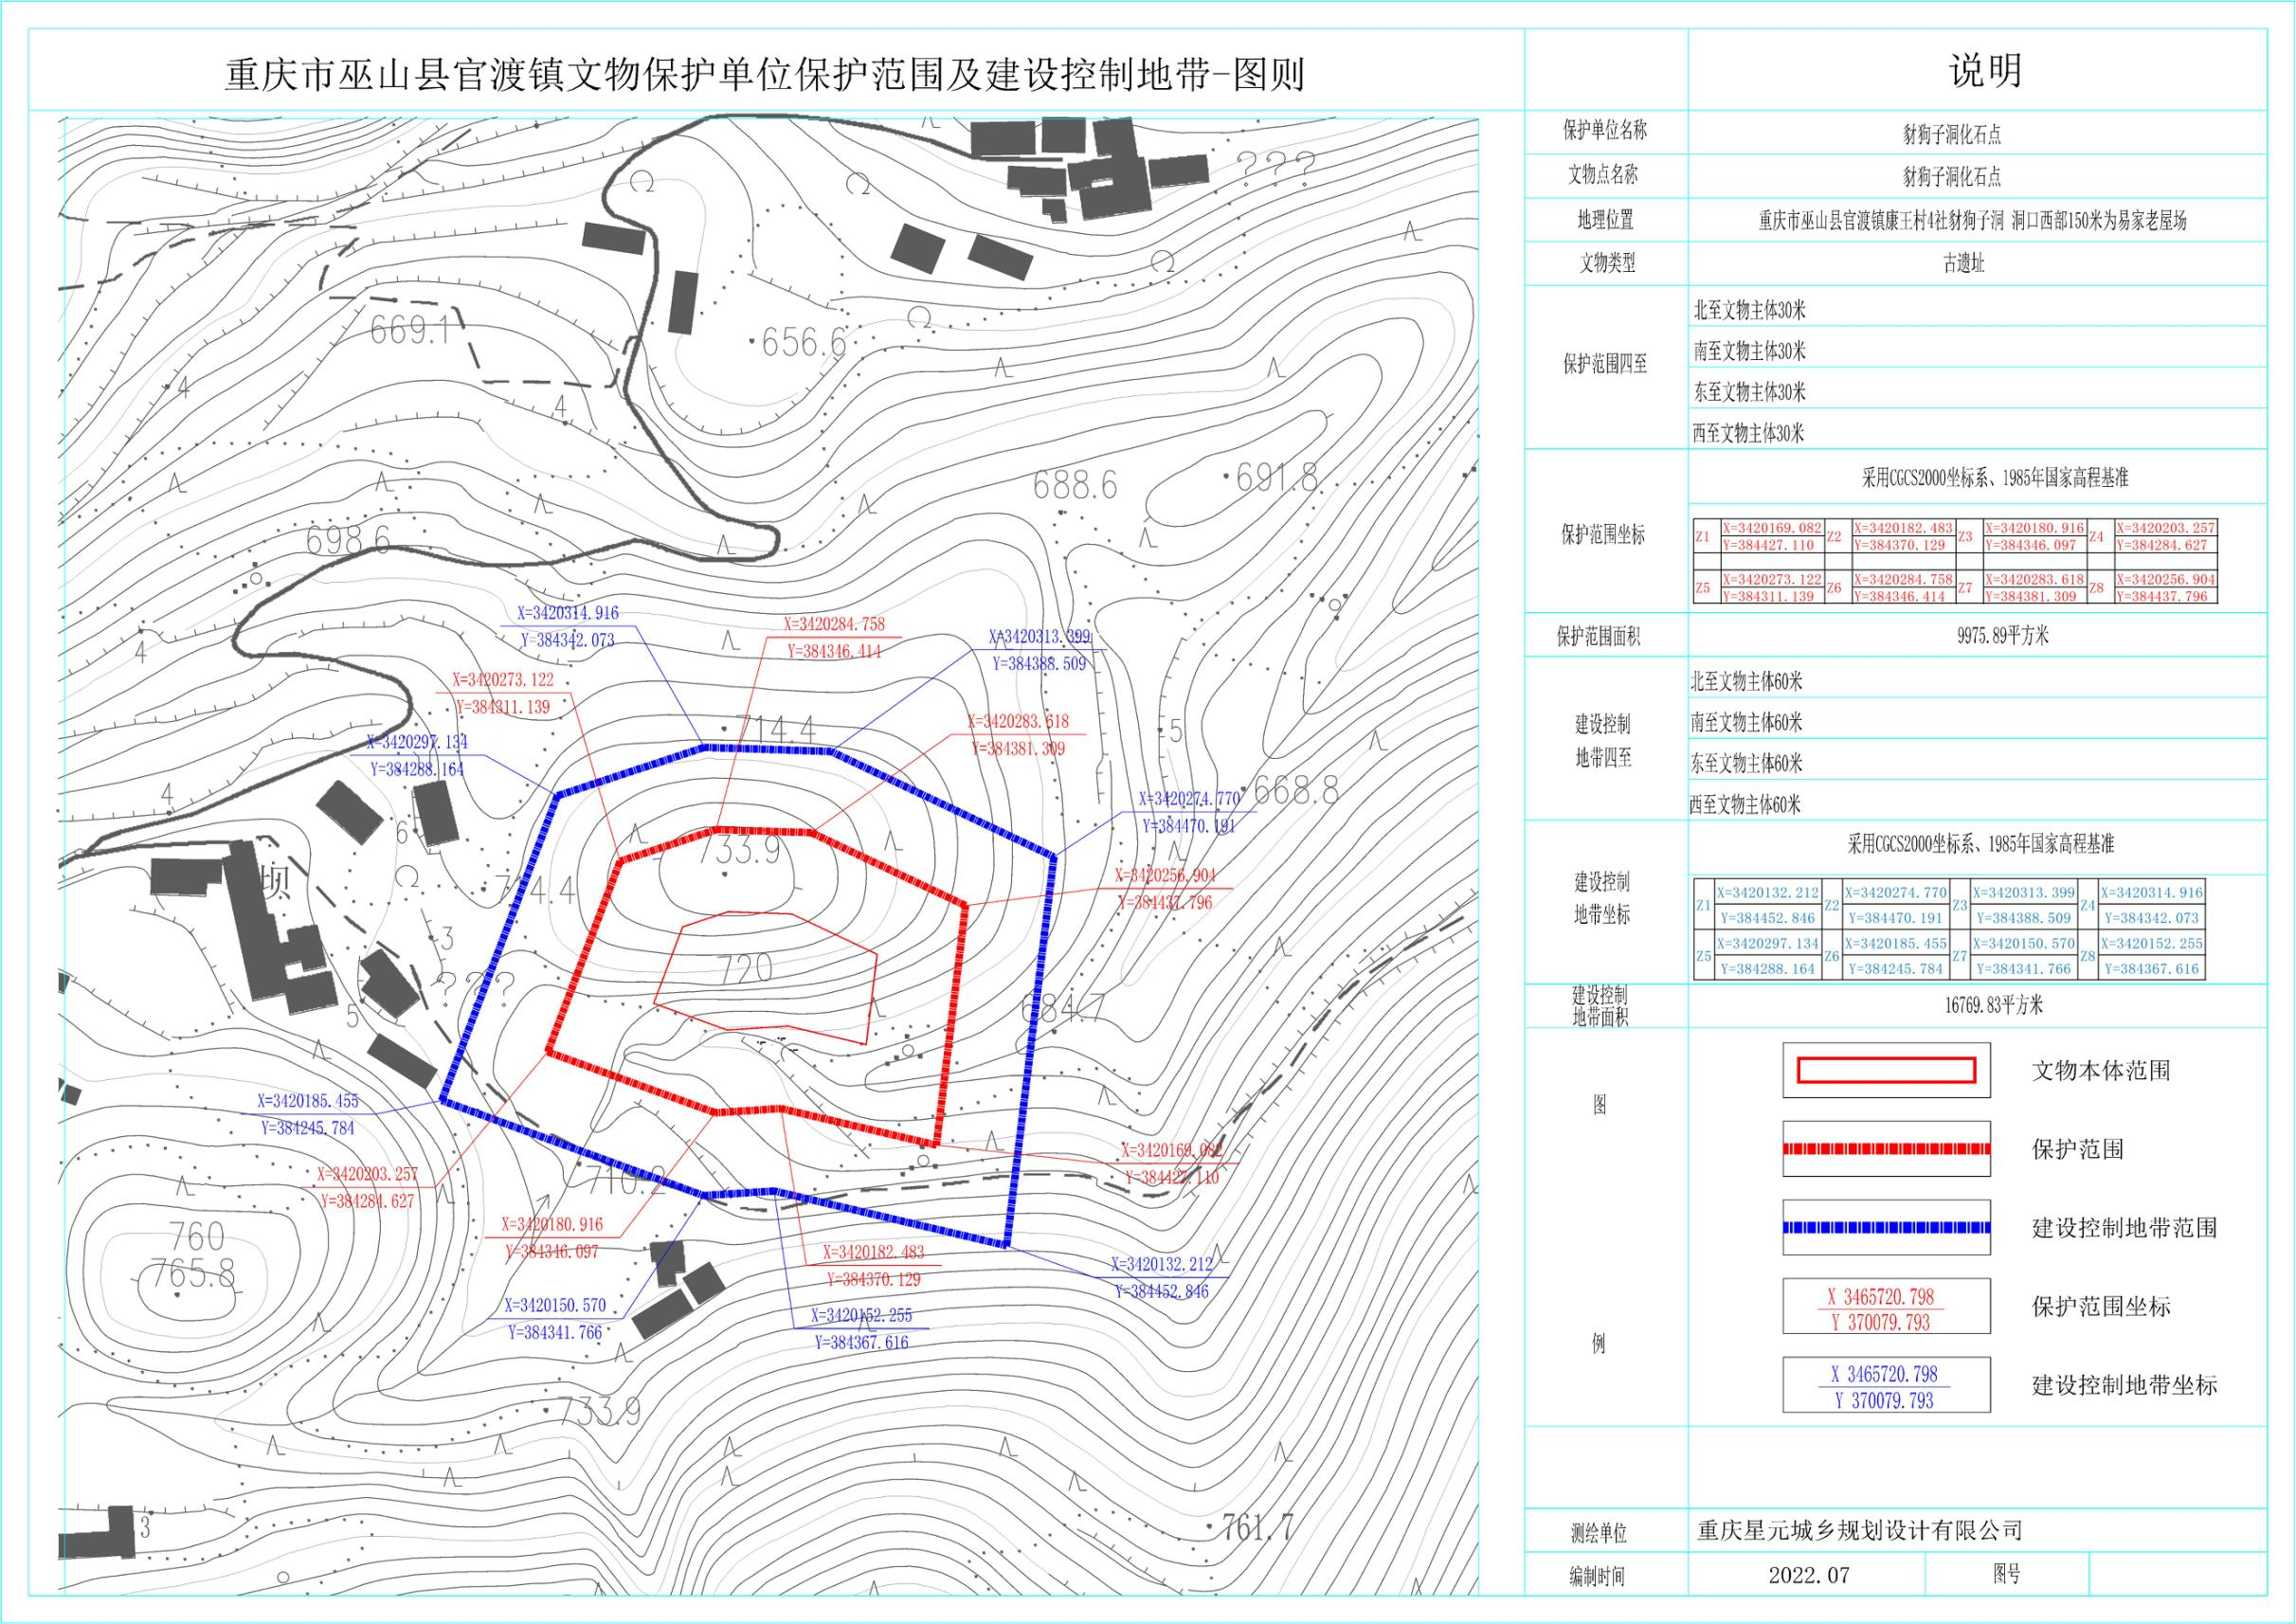 重庆市巫山县官渡镇文物保护单位保护范围及建设控制地带-图则
说明
保护单位名称
豺狗子洞化石点
文物点名称
豺狗子洞化石点
地理位置
重庆市巫山县官渡镇康王村4社豺狗子洞 洞口西部150米为易家老屋场
文物类型
古遗址
保护范围四至
北至文物主体30米
南至文物主体30米
东至文物主体30米
西至文物主体30米
保护范围坐标
采用CGCS2000坐标系、1985年国家高程基准
Z1 X=3420169.082 Z2 X=3420182.483 Z3 X=3420180.916 Z4 X=3420203.257
Y=384427.110 Y=384370.129 Y=384346.097 Y=384284.627
Z5 X=3420273.122 Z6 X=3420284.758 Z7 X=3420283.618 Z8 X=3420256.904
Y=384311.139 Y=384346.414 Y=384381.309 Y=384437.796
保护范围面积
9975.89平方米
建设控制
地带四至
北至文物主体60米
南至文物主体60米
东至文物主体60米
西至文物主体60米
建设控制
地带坐标
采用CGCS2000坐标系、1985年国家高程基准
Z1 X=3420132.212 Z2 X=3420274.770 Z3 X=3420313.399 Z4 X=3420314.916
Y=384452.846 Y=384470.191 Y=384388.509 Y=384342.073
Z5 X=3420297.134 Z6 X=3420185.455 Z7 X=3420150.570 Z8 X=3420152.255
Y=384288.164 Y=384245.784 Y=384341.766 Y=384367.616
建设控制
地带面积
16769.83平方米
图
例
文物本体范围
保护范围
建设控制地带范围
X 3465720.798
Y 370079.793
保护范围坐标
X 3465720.798
Y 370079.793
建设控制地带坐标
测绘单位
重庆星元城乡规划设计有限公司
编制时间
2022.07
图号
???
669.1
656.6
4
4
688.6
691.8
698.6
4
X=3420314.916
Y=384342.073
X=3420284.758
Y=384346.414
X=3420313.399
Y=384388.509
X=3420273.122
Y=384311.139
X=3420283.618
Y=384381.309
714.4
5
X=3420297.134
Y=384288.164
668.8
X=3420274.770
Y=384470.191
4
6
733.9
坝
714.4
X=3420256.904
Y=384437.796
3
720
???
684.7
5
X=3420185.455
Y=384245.784
X=3420169.082
Y=384427.110
X=3420203.257
Y=384284.627
X=3420180.916
Y=384346.097
760
765.8
X=3420182.483
Y=384370.129
X=3420132.212
Y=384452.846
X=3420150.570
Y=384341.766
X=3420152.255
Y=384367.616
733.9
3
761.7